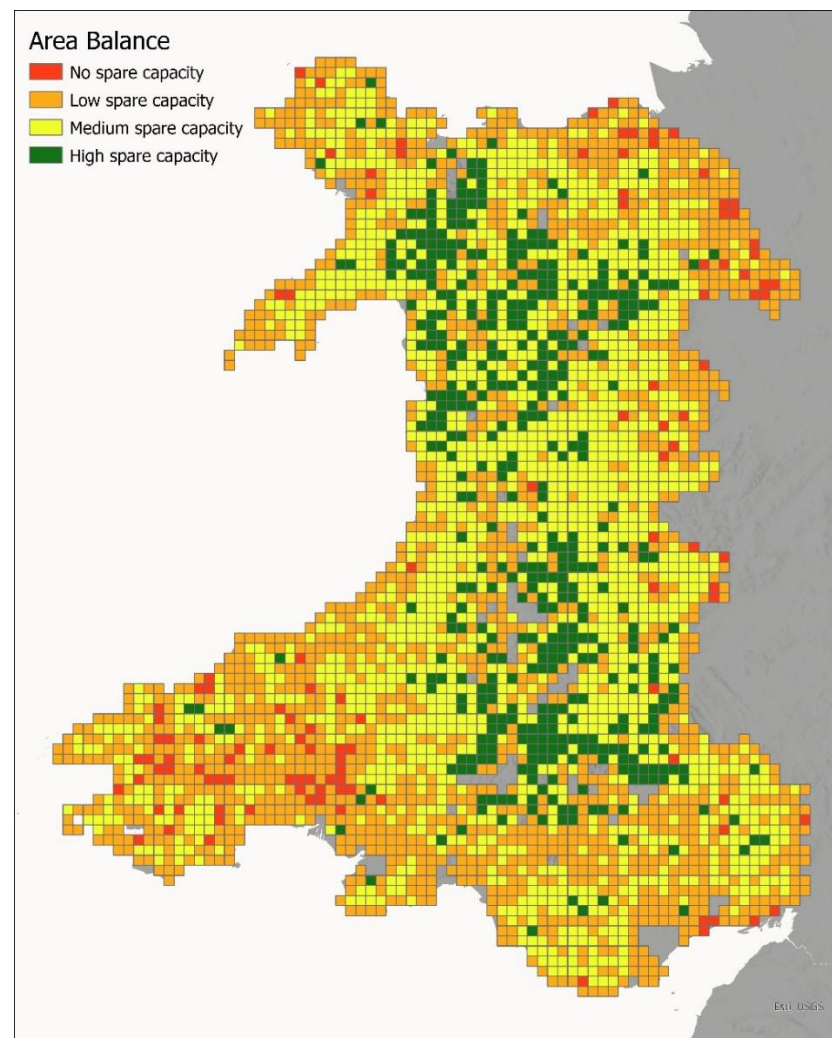 Area Balance
No spare capacity
Low spare capacity
Medium spare capacity
High spare capacity
Esri, USGS